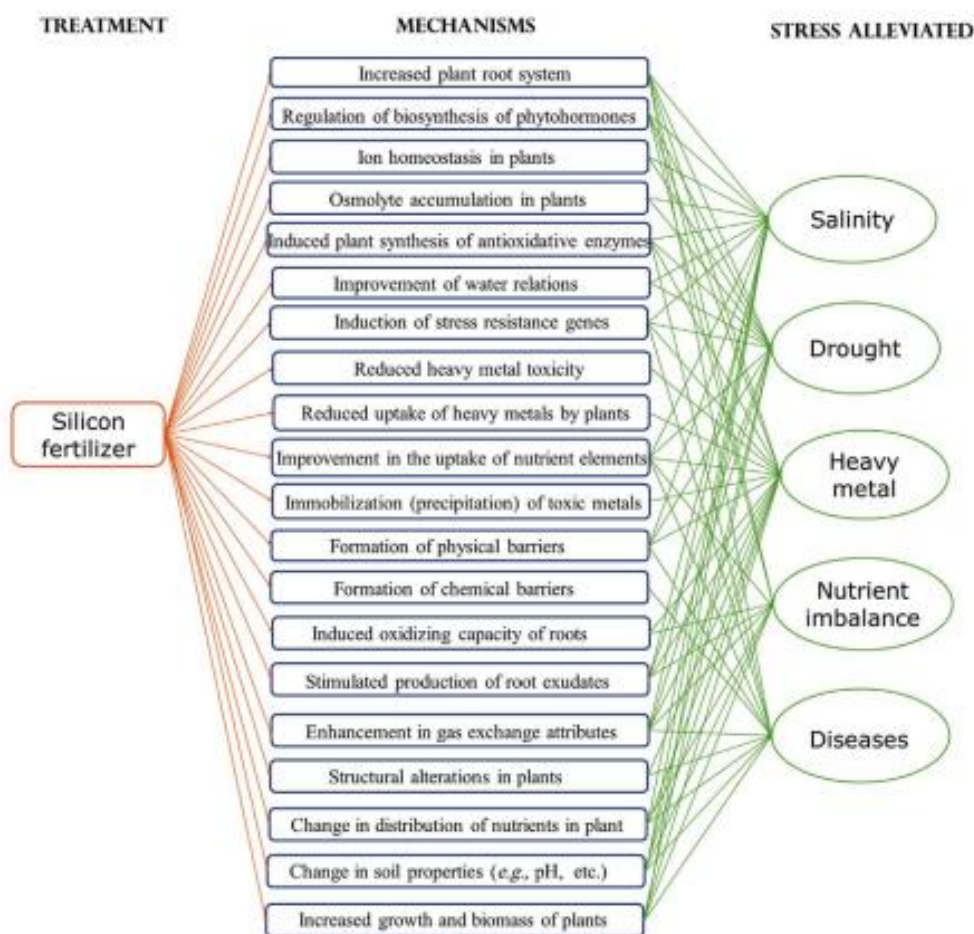 TREATMENT
MECHANISMS
STRESS ALLEVIATED
Silicon
fertilizer
Increased plant root system
Regulation of biosynthesis of phytohormones
Ion homeostasis in plants
Osmolyte accumulation in plants
Induced plant synthesis of antioxidative enzymes
Improvement of water relations
Induction of stress resistance genes
Reduced heavy metal toxicity
Reduced uptake of heavy metals by plants
Improvement in the uptake of nutrient elements
Immobilization (precipitation) of toxic metals
Formation of physical barriers
Formation of chemical barriers
Induced oxidizing capacity of roots
Stimulated production of root exudates
Enhancement in gas exchange attributes
Structural alterations in plants
Change in distribution of nutrients in plant
Change in soil properties (e.g., pH, etc.)
Increased growth and biomass of plants
Salinity
Drought
Heavy
metal
Nutrient
imbalance
Diseases